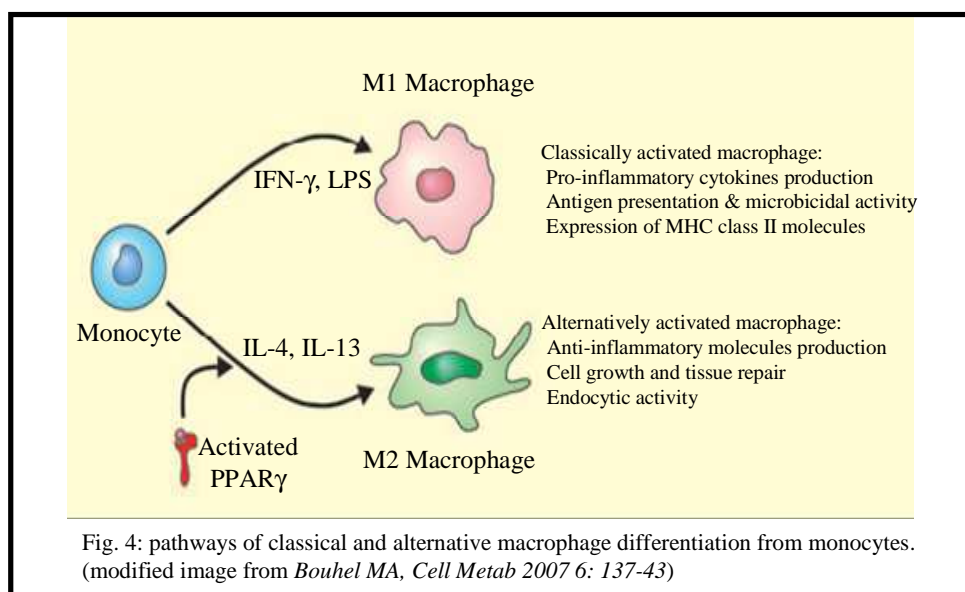 M1 Macrophage
IFN-γ, LPS
Classically activated macrophage:
Pro-inflammatory cytokines production
Antigen presentation & microbicidal activity
Expression of MHC class II molecules
Monocyte
IL-4, IL-13
Alternatively activated macrophage:
Anti-inflammatory molecules production
Cell growth and tissue repair
Endocytic activity
Activated
PPARγ
M2 Macrophage
Fig. 4: pathways of classical and alternative macrophage differentiation from monocytes.
(modified image from Bouhel MA, Cell Metab 2007 6: 137-43)